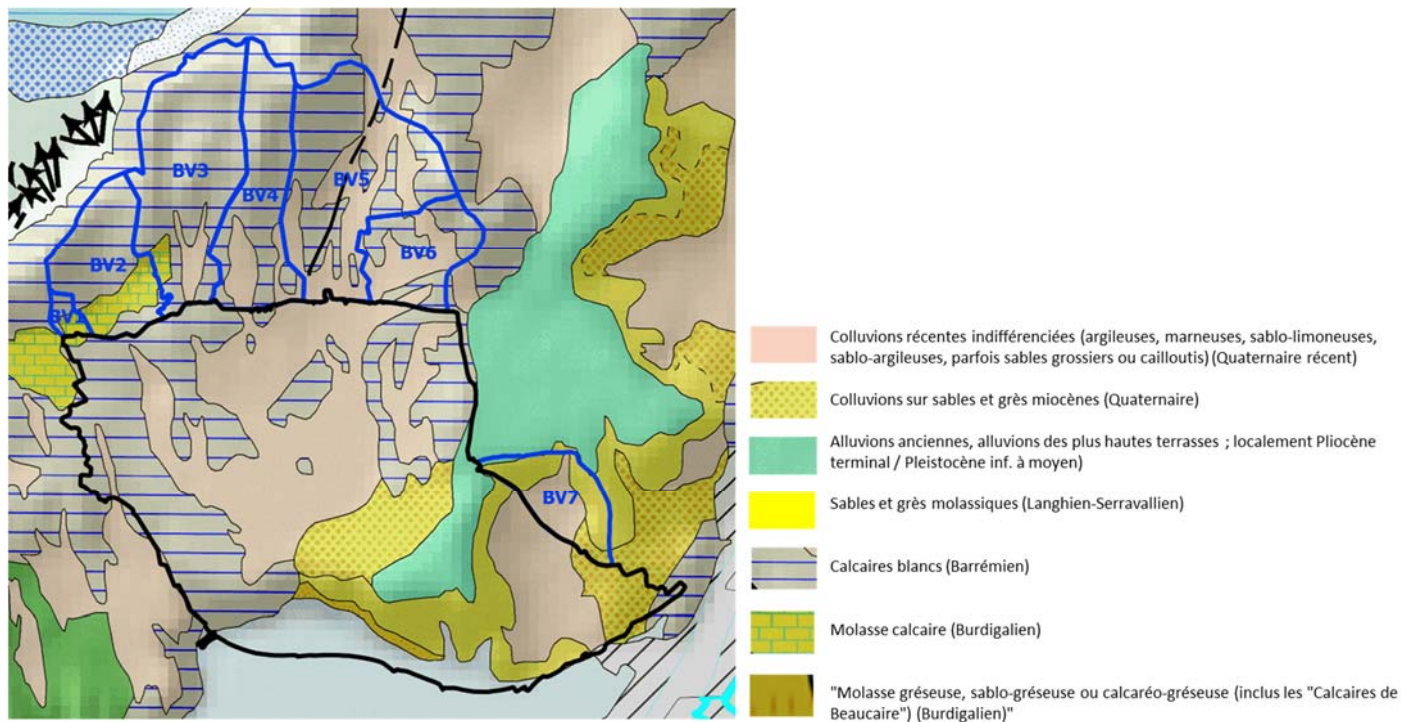 BV3
BV4
BV5
BV2
BV6
BV1
BV7
Colluvions récentes indifférenciées (argileuses, marneuses, sablo-limoneuses,
sablo-argileuses, parfois sables grossiers ou cailloutis) (Quaternaire récent)
Colluvions sur sables et grès miocènes (Quaternaire)
Alluvions anciennes, alluvions des plus hautes terrasses ; localement Pliocène
terminal / Pleistocène inf. à moyen)
Sables et grès molassiques (Langhien-Serravallien)
Calcaires blancs (Barrémien)
Molasse calcaire (Burdigalien)
"Molasse gréseuse, sablo-gréseuse ou calcaréo-gréseuse (inclus les "Calcaires de
Beaucaire") (Burdigalien)"